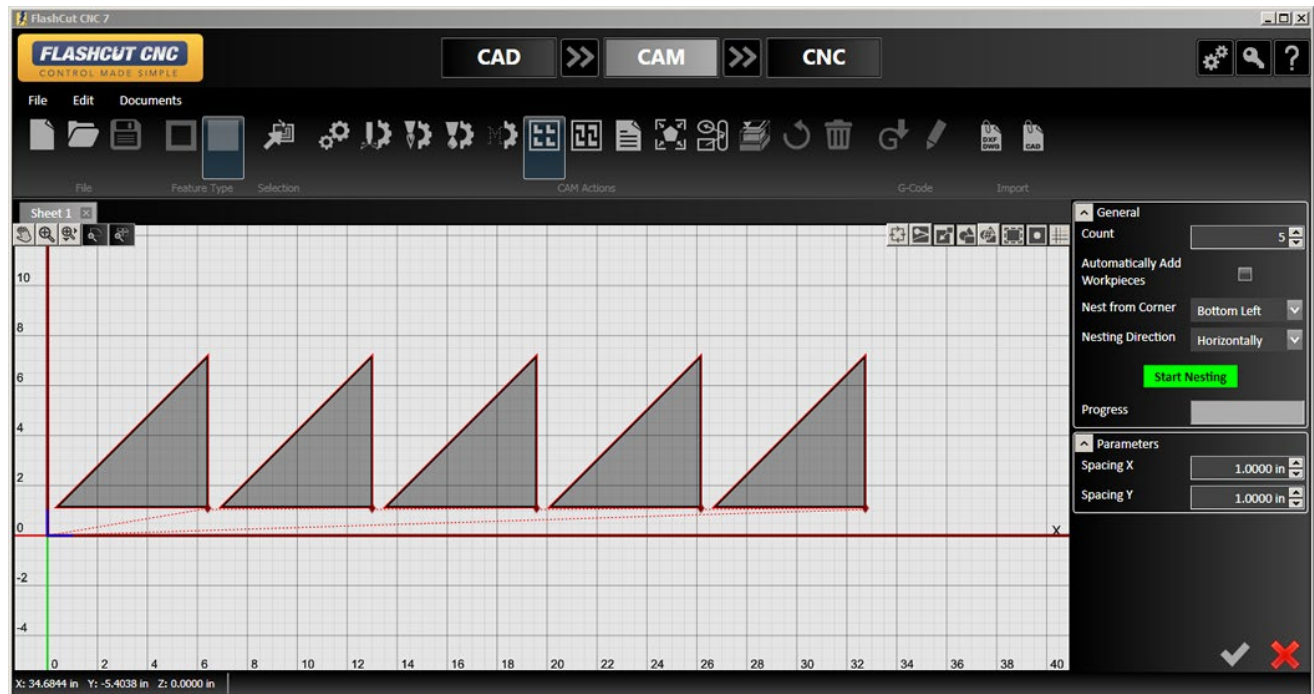 FlashCut CNC 7
FLASHCUT CNC
CONTROL MADE SIMPLE
CAD >> CAM >> CNC
File Edit Documents
DXF DWG
CAD
File Feature Type Selection CAM Actions G-Code Import
Sheet 1
10
8
6
4
2
0
-2
-4
X
0 2 4 6 8 10 12 14 16 18 20 22 24 26 28 30 32 34 36 38 40
General
Count 5
Automatically Add
Workpieces
Nest from Corner Bottom Left
Nesting Direction Horizontally
Start Nesting
Progress
Parameters
Spacing X 1.0000 in
Spacing Y 1.0000 in
X: 34.6844 in Y: -5.4038 in Z: 0.0000 in